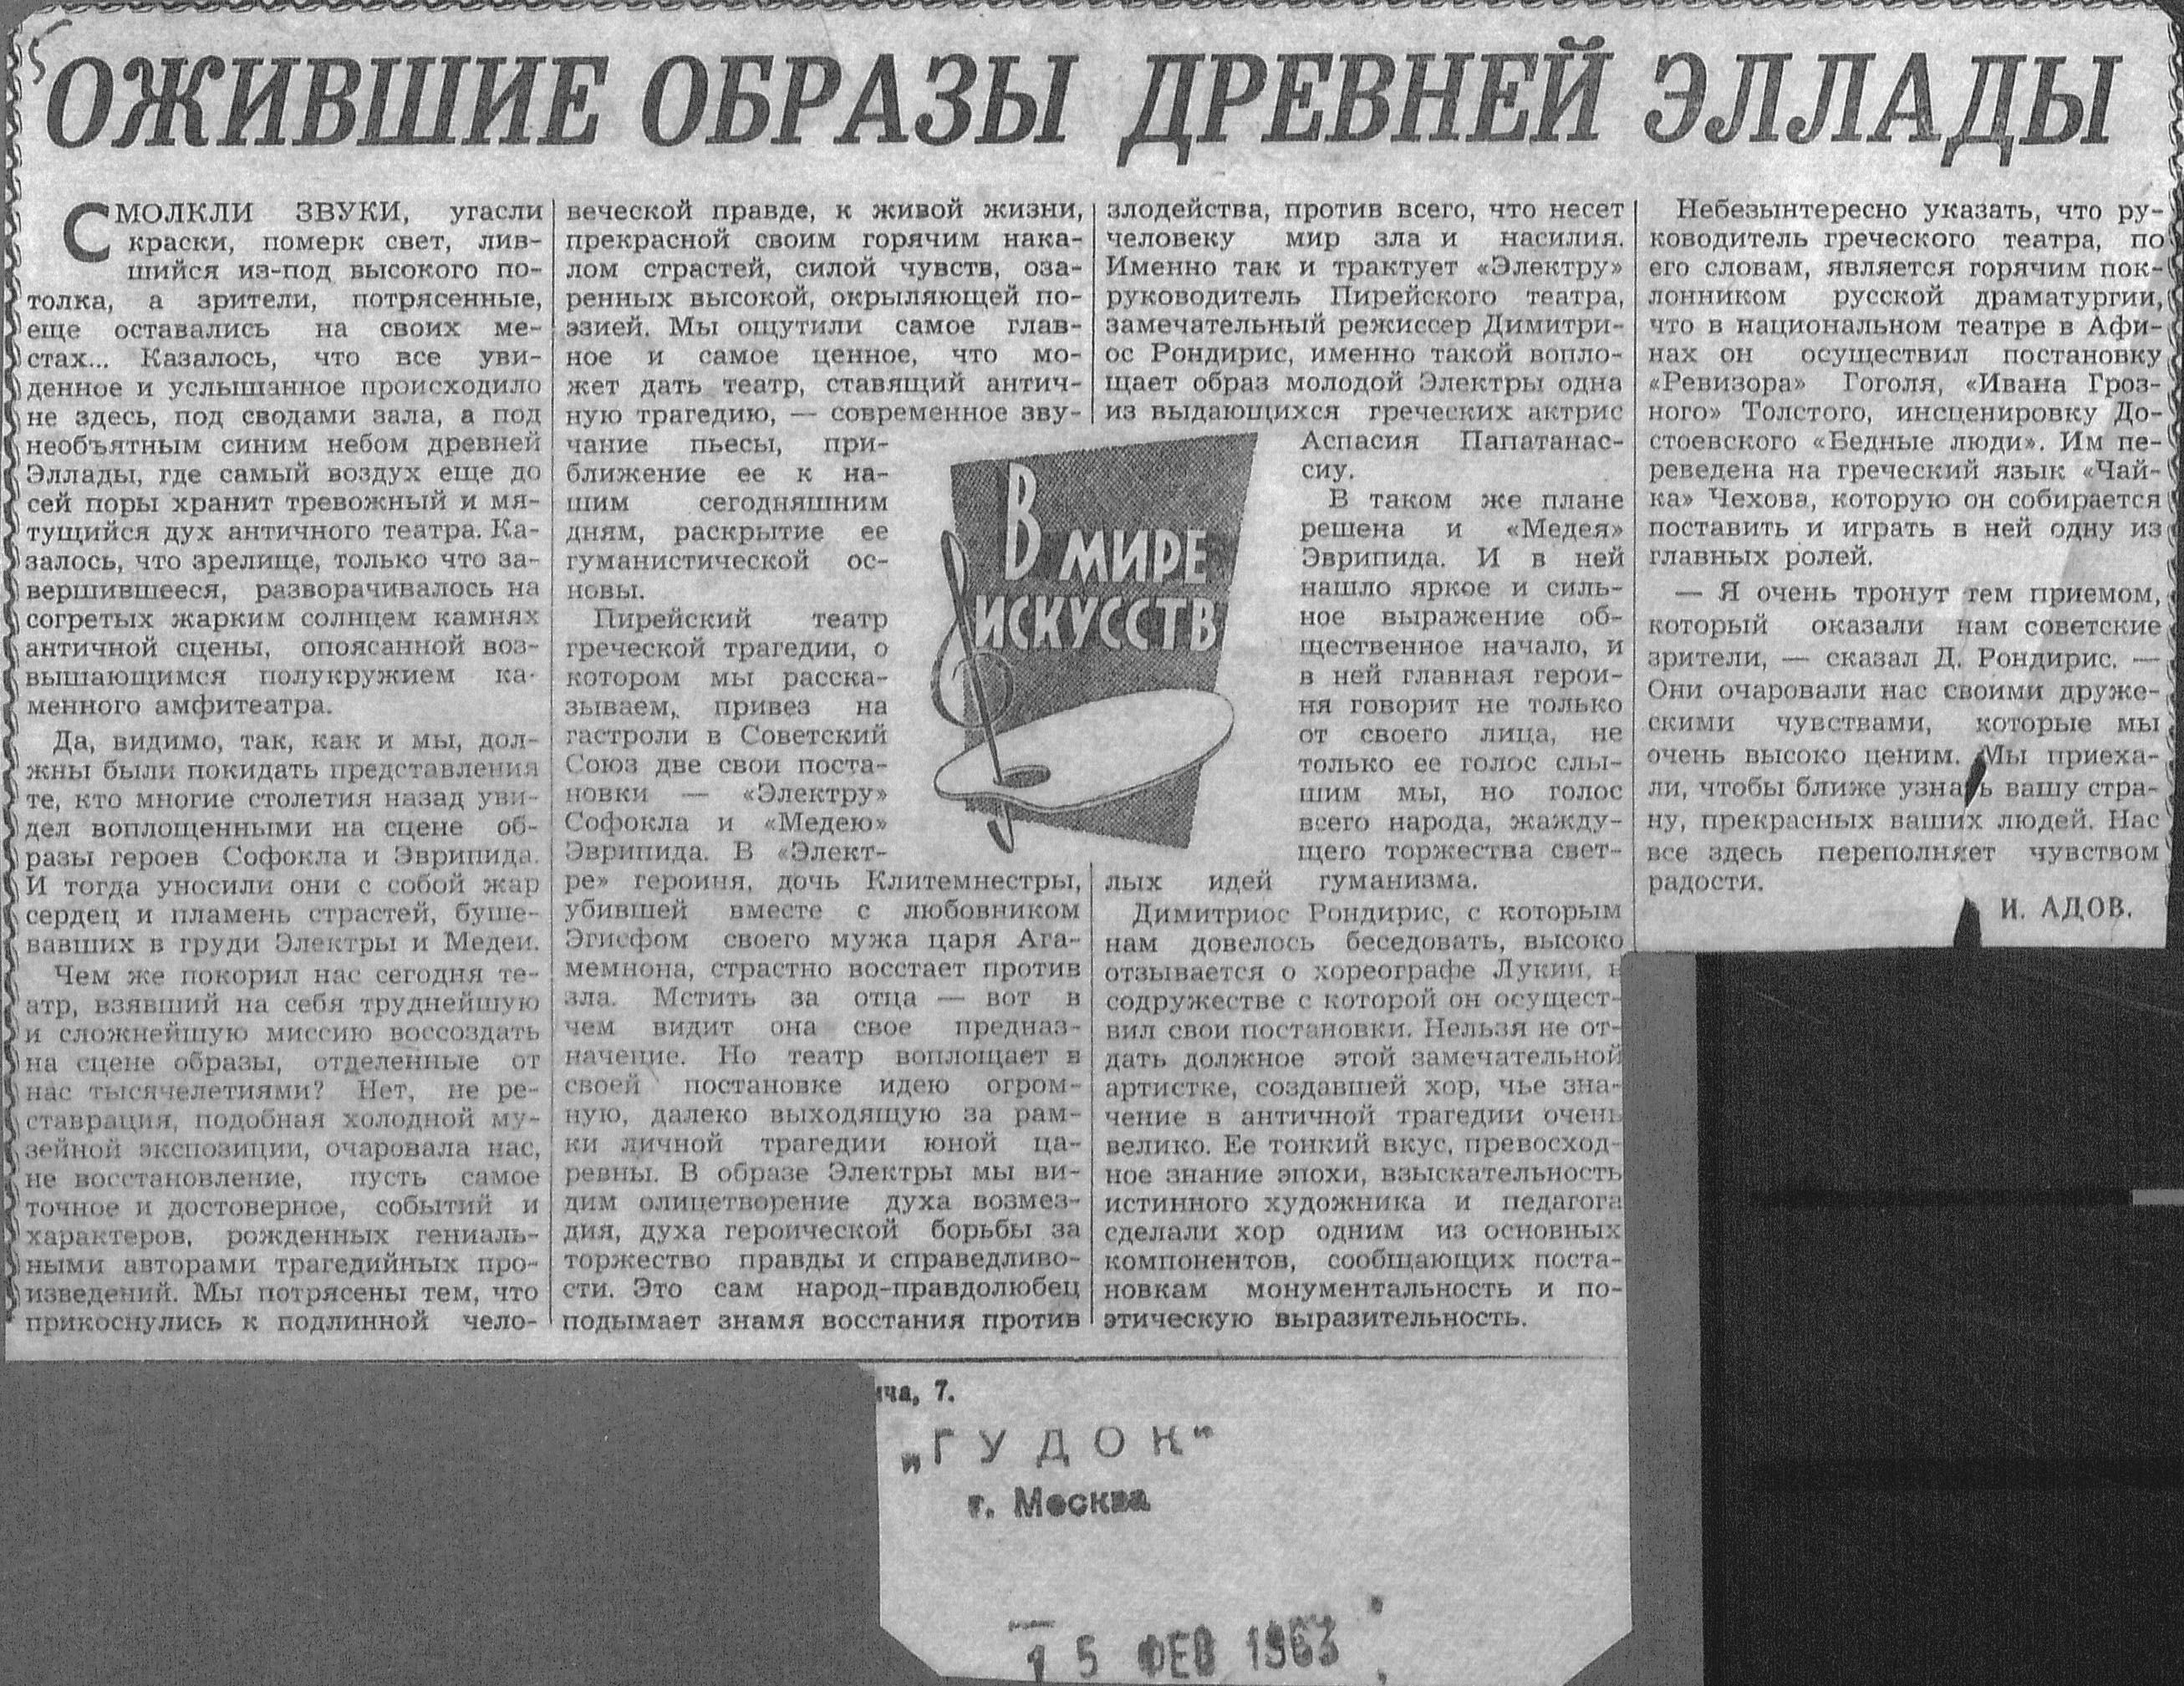 ОЖИВШИЕ ОБРАЗЫ ДРЕВНЕЙ ЭЛЛАДЫ
СМОЛКЛИ ЗВУКИ, угасли
краски, померк свет, лив-
шийся из-под высокого по-
толка, а зрители, потрясенные,
еще оставались на своих ме-
стах... Казалось, что все уви-
денное и услышанное происходило
не здесь, под сводами зала, а под
необъятным синим небом древней
Эллады, где самый воздух еще до
сей поры хранит тревожный и мя-
тущийся дух античного театра. Ка-
залось, что зрелище, только что за-
вершившееся, разворачивалось на
согретых жарким солнцем камнях
античной сцены, опоясанной воз-
вышающимся полукружием ка-
менного амфитеатра.
Да, видимо, так, как и мы, дол-
жны были покидать представления
те, кто многие столетия назад уви-
дел воплощенными на сцене об-
разы героев Софокла и Эврипида.
И тогда уносили они с собой жар
сердец и пламень страстей, буше-
вавших в груди Электры и Медеи.
Чем же покорил нас сегодня те-
атр, взявший на себя труднейшую
и сложнейшую миссию воссоздать
на сцене образы, отделенные от
нас тысячелетиями? Нет, не ре-
ставрация, подобная холодной му-
зейной экспозиции, очаровала нас,
не восстановление, пусть самое
точное и достоверное, событий и
характеров, рожденных гениаль-
ными авторами трагедийных про-
изведений. Мы потрясены тем, что
прикоснулись к подлинной чело-
веческой правде, к живой жизни,
прекрасной своим горячим нака-
лом страстей, силой чувств, оза-
ренных высокой, окрыляющей по-
эзией. Мы ощутили самое глав-
ное и самое ценное, что мо-
жет дать театр, ставящий антич-
ную трагедию, — современное зву-
чание пьесы, при-
ближение ее к на-
шим сегодняшним
дням, раскрытие ее
гуманистической ос-
новы.
Пирейский театр
греческой трагедии, о
котором мы расска-
зываем, привез на
гастроли в Советский
Союз две свои поста-
новки — «Электру»
Софокла и «Медею»
Эврипида. В «Элект-
ре» героиня, дочь Клитемнестры,
убившей вместе с любовником
Эгисфом своего мужа царя Ага-
мемнона, страстно восстает против
зла. Мстить за отца — вот в
чем видит она свое предназ-
начение. Но театр воплощает в
своей постановке идею огром-
ную, далеко выходящую за рам-
ки личной трагедии юной ца-
ревны. В образе Электры мы ви-
дим олицетворение духа возмез-
дия, духа героической борьбы за
торжество правды и справедливо-
сти. Это сам народ-правдолюбец
подымает знамя восстания против
В МИРЕ
ИСКУССТВ
злодейства, против всего, что несет
человеку мир зла и насилия.
Именно так и трактует «Электру»
руководитель Пирейского театра,
замечательный режиссер Димитри-
ос Рондирис, именно такой вопло-
щает образ молодой Электры одна
из выдающихся греческих актрис
Аспасия Папатанас-
сиу.
В таком же плане
решена и «Медея»
Эврипида. И в ней
нашло яркое и силь-
ное выражение об-
щественное начало, и
в ней главная герои-
ня говорит не только
от своего лица, не
только ее голос слы-
шим мы, но голос
всего народа, жажду-
щего торжества свет-
лых идей гуманизма.
Димитриос Рондирис, с которым
нам довелось беседовать, высоко
отзывается о хореографе Лукии, в
содружестве с которой он осущест-
вил свои постановки. Нельзя не от-
дать должное этой замечательной
артистке, создавшей хор, чье зна-
чение в античной трагедии очень
велико. Ее тонкий вкус, превосход-
ное знание эпохи, взыскательность
истинного художника и педагога
сделали хор одним из основных
компонентов, сообщающих поста-
новкам монументальность и по-
этическую выразительность.
Небезынтересно указать, что ру-
ководитель греческого театра, по
его словам, является горячим пок-
лонником русской драматургии,
что в национальном театре в Афи-
нах он осуществил постановку
«Ревизора» Гоголя, «Ивана Гроз-
ного» Толстого, инсценировку До-
стоевского «Бедные люди». Им пе-
реведена на греческий язык «Чай-
ка» Чехова, которую он собирается
поставить и играть в ней одну из
главных ролей.
— Я очень тронут тем приемом,
который оказали нам советские
зрители, — сказал Д. Рондирис. —
Они очаровали нас своими друже-
скими чувствами, которые мы
очень высоко ценим. Мы приеха-
ли, чтобы ближе узнать вашу стра-
ну, прекрасных ваших людей. Нас
все здесь переполняет чувством
радости.
И. АДОВ.
ича, 7.
„ГУДОК“
г. Москва
15 ФЕВ 1963